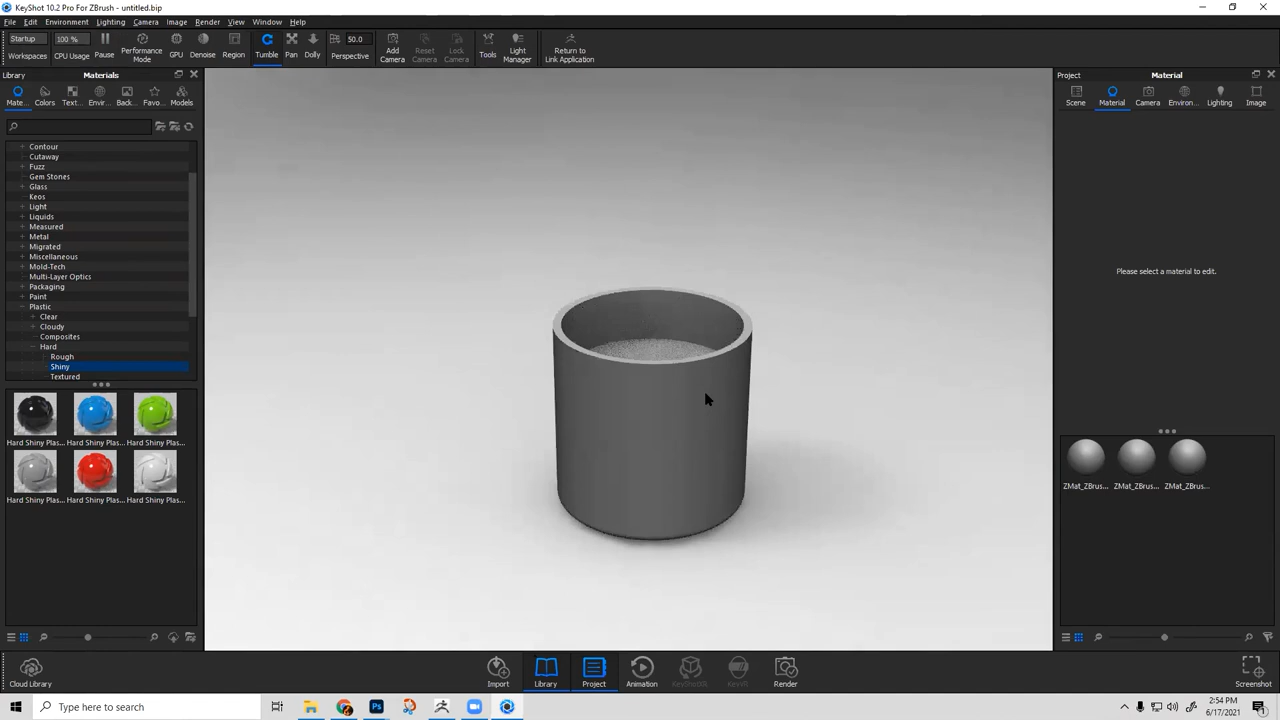 KeyShot 10.2 Pro For ZBrush - untitled.bip
File Edit Environment Lighting Camera Image Render View Window Help
Startup 100 % 50.0
Workspaces CPU Usage Pause Performance Mode GPU Denoise Region Tumble Pan Dolly Perspective Add Camera Reset Camera Lock Camera Tools Light Manager Return to Link Application
Library Materials
Mate... Colors Text... Envir... Back... Favo... Models
Contour
Cutaway
Fuzz
Gem Stones
Glass
Keos
Light
Liquids
Measured
Metal
Migrated
Miscellaneous
Mold-Tech
Multi-Layer Optics
Packaging
Paint
Plastic
Clear
Cloudy
Composites
Hard
Rough
Shiny
Textured
Hard Shiny Plas... Hard Shiny Plas... Hard Shiny Plas...
Hard Shiny Plas... Hard Shiny Plas... Hard Shiny Plas...
Project Material
Scene Material Camera Environ... Lighting Image
Please select a material to edit.
ZMat_ZBrus... ZMat_ZBrus... ZMat_ZBrus...
Cloud Library Import Library Project Animation KeyShotXR KeyVR Render Screenshot
Type here to search
2:54 PM
6/17/2021